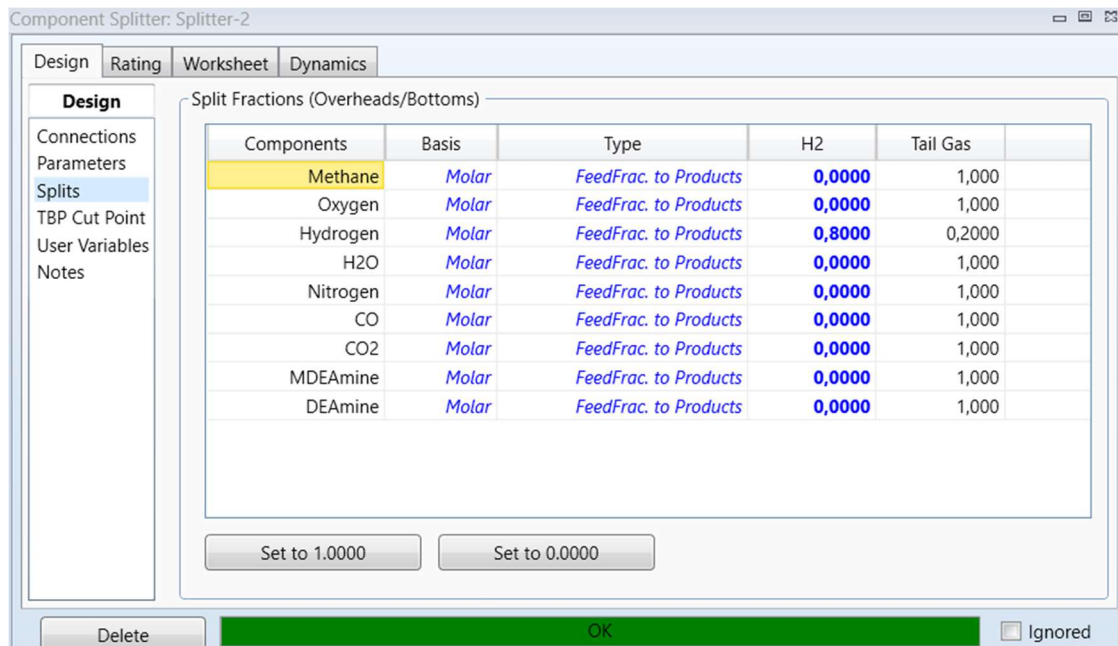 Component Splitter: Splitter-2
Design Rating Worksheet Dynamics
Design
Connections
Parameters
Splits
TBP Cut Point
User Variables
Notes
Split Fractions (Overheads/Bottoms)
Components Basis Type H2 Tail Gas
Methane Molar FeedFrac. to Products 0,0000 1,000
Oxygen Molar FeedFrac. to Products 0,0000 1,000
Hydrogen Molar FeedFrac. to Products 0,8000 0,2000
H2O Molar FeedFrac. to Products 0,0000 1,000
Nitrogen Molar FeedFrac. to Products 0,0000 1,000
CO Molar FeedFrac. to Products 0,0000 1,000
CO2 Molar FeedFrac. to Products 0,0000 1,000
MDEAmine Molar FeedFrac. to Products 0,0000 1,000
DEAmine Molar FeedFrac. to Products 0,0000 1,000
Set to 1.0000 Set to 0.0000
Delete OK Ignored